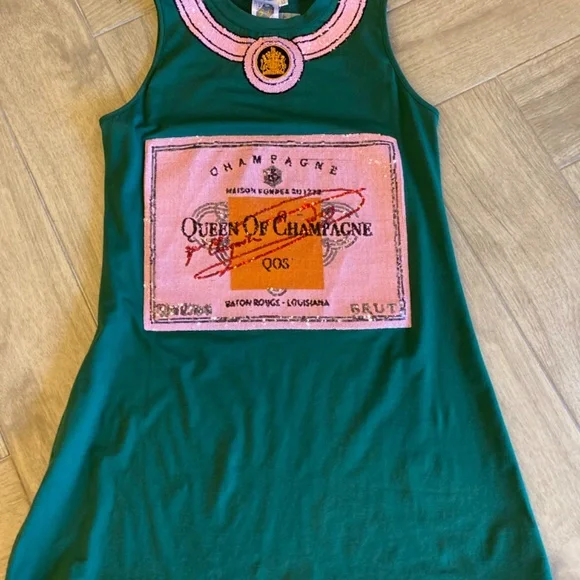 CHAMPAGNE
QUEEN OF CHAMPAGNE
QOS
BATON ROUGE - LOUISIANA
BRUT